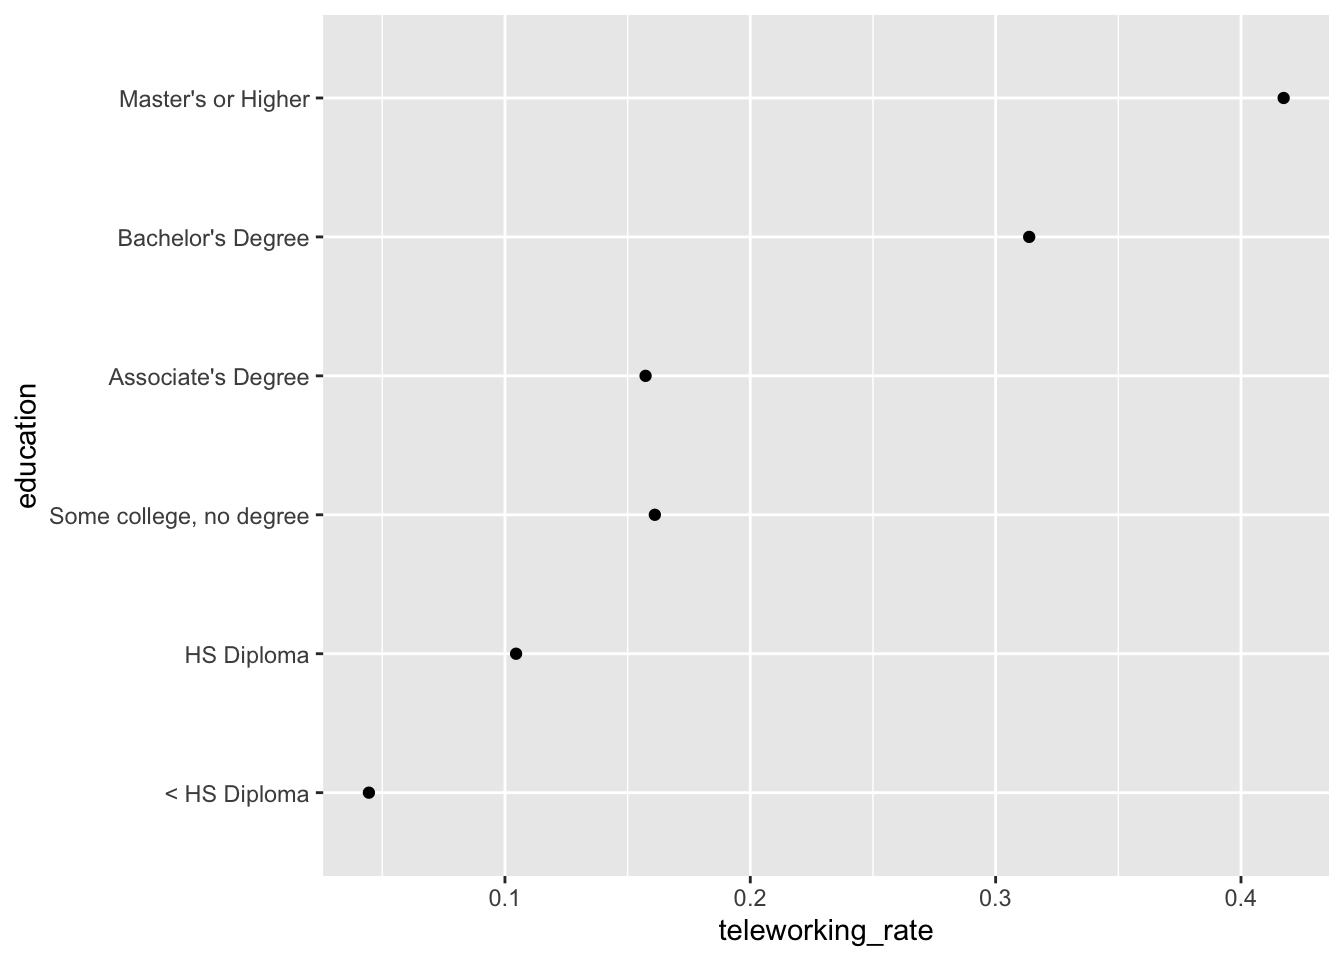 Master's or Higher
Bachelor's Degree
Associate's Degree
Some college, no degree
HS Diploma
< HS Diploma
education
0.1 0.2 0.3 0.4
teleworking_rate